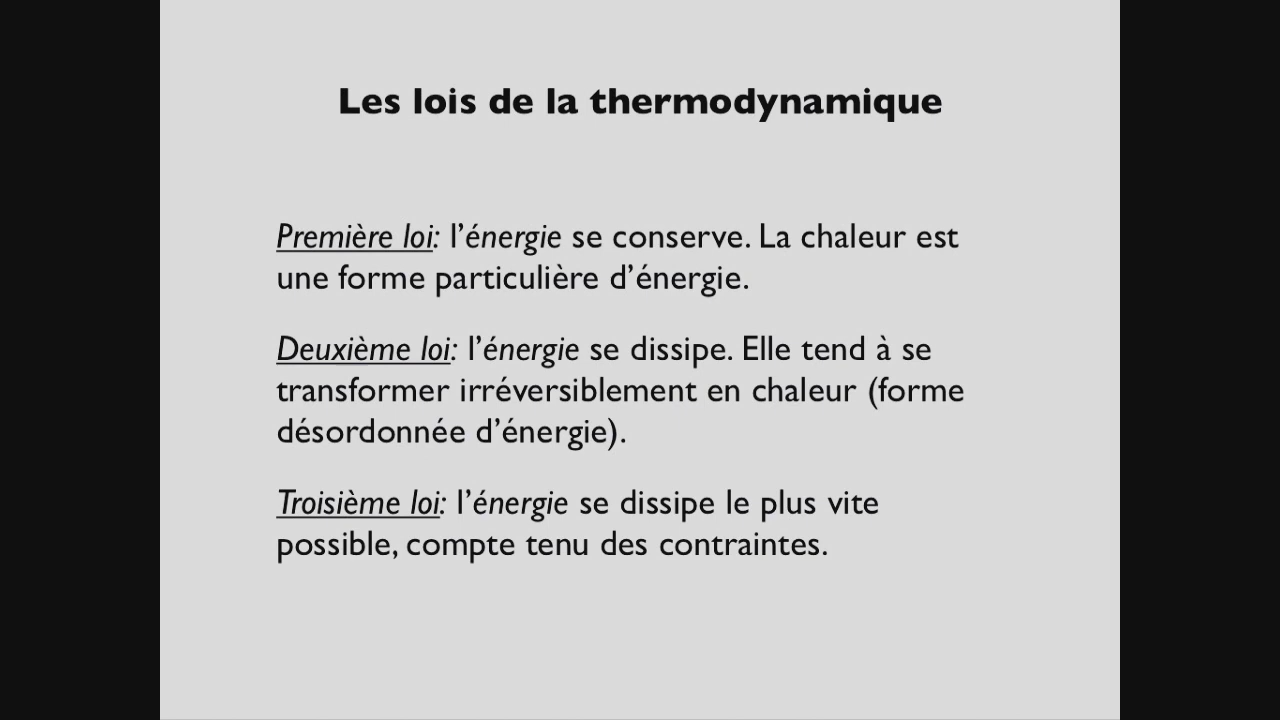 Les lois de la thermodynamique
Première loi: l’énergie se conserve. La chaleur est
une forme particulière d’énergie.
Deuxième loi: l’énergie se dissipe. Elle tend à se
transformer irréversiblement en chaleur (forme
désordonnée d’énergie).
Troisième loi: l’énergie se dissipe le plus vite
possible, compte tenu des contraintes.